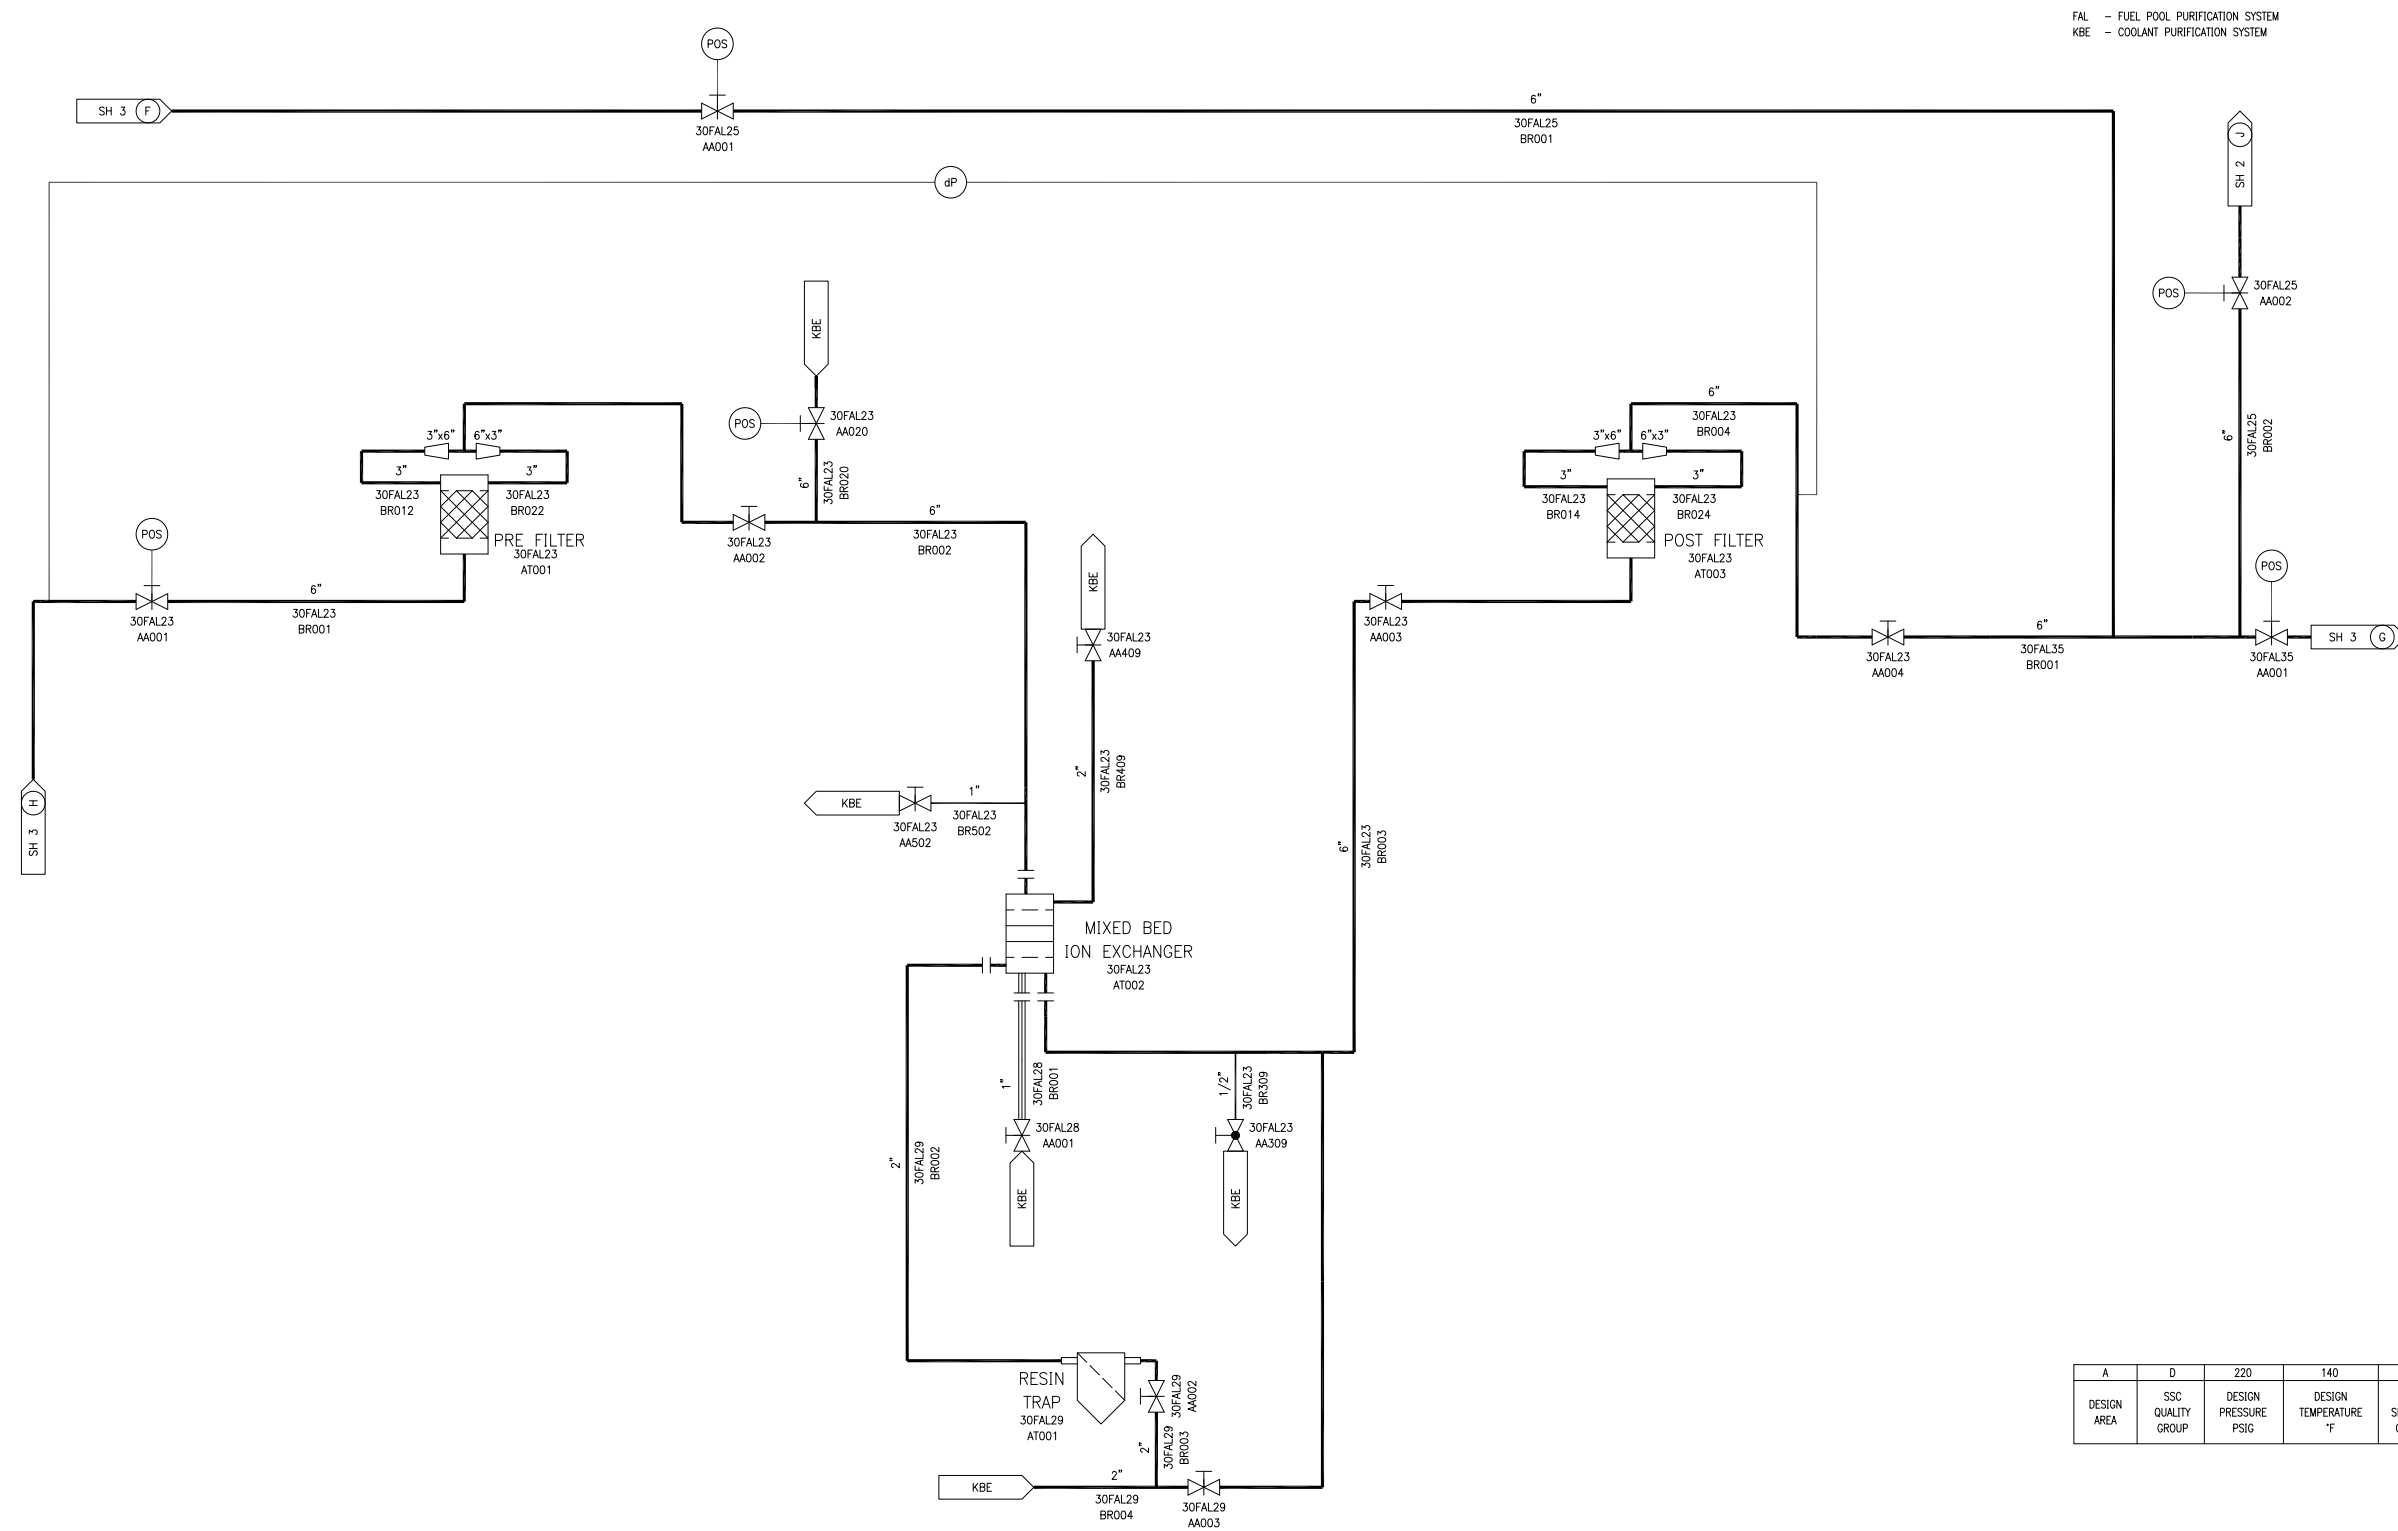 FAL – FUEL POOL PURIFICATION SYSTEM
KBE – COOLANT PURIFICATION SYSTEM
POS
SH 3 F
30FAL25
AA001
6"
30FAL25
BR001
SH 2 J
dP
POS
30FAL25
AA002
KBE
POS
30FAL23
AA020
6"
30FAL23
BR020
3"x6" 6"x3"
3" 3"
30FAL23
BR012
30FAL23
BR022
PRE FILTER
30FAL23
AT001
POS
30FAL23
AA001
6"
30FAL23
BR001
SH 3 H
30FAL23
AA002
6"
30FAL23
BR002
KBE
30FAL23
AA409
2"
30FAL23
BR409
KBE
30FAL23
AA502
1"
30FAL23
BR502
6"
30FAL23
BR004
3"x6" 6"x3"
3" 3"
30FAL23
BR014
30FAL23
BR024
POST FILTER
30FAL23
AT003
30FAL23
AA003
6"
30FAL23
BR003
6"
30FAL25
BR002
POS
30FAL23
AA004
6"
30FAL35
BR001
30FAL35
AA001
SH 3 G
MIXED BED
ION EXCHANGER
30FAL23
AT002
1"
30FAL28
BR001
30FAL28
AA001
KBE
1/2"
30FAL23
BR309
30FAL23
AA309
KBE
2"
30FAL29
BR002
RESIN
TRAP
30FAL29
AT001
30FAL29
AA002
2"
30FAL29
BR003
KBE
2"
30FAL29
BR004
30FAL29
AA003
A D 220 140
DESIGN
AREA
SSC
QUALITY
GROUP
DESIGN
PRESSURE
PSIG
DESIGN
TEMPERATURE
°F